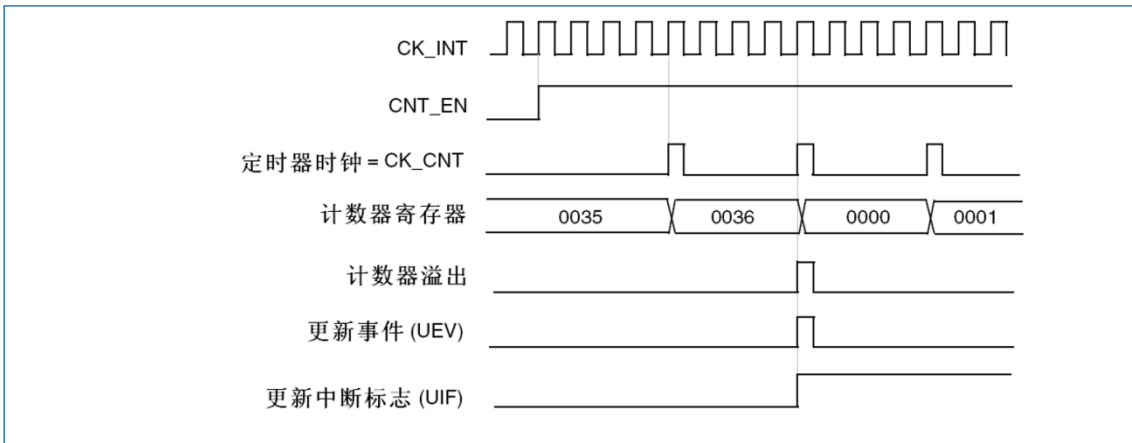 CK_INT
CNT_EN
定时器时钟 = CK_CNT
计数器寄存器 0035 0036 0000 0001
计数器溢出
更新事件 (UEV)
更新中断标志 (UIF)